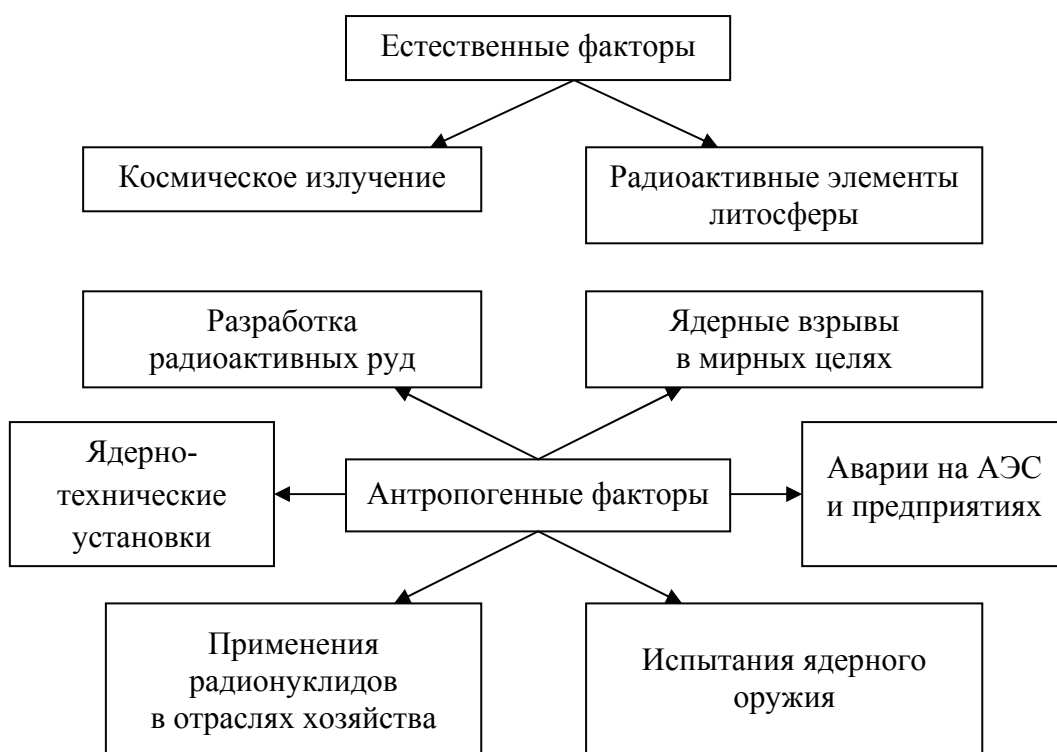 Естественные факторы
Космическое излучение
Радиоактивные элементы
литосферы
Разработка
радиоактивных руд
Ядерные взрывы
в мирных целях
Ядерно-
технические
установки
Антропогенные факторы
Аварии на АЭС
и предприятиях
Применения
радионуклидов
в отраслях хозяйства
Испытания ядерного
оружия